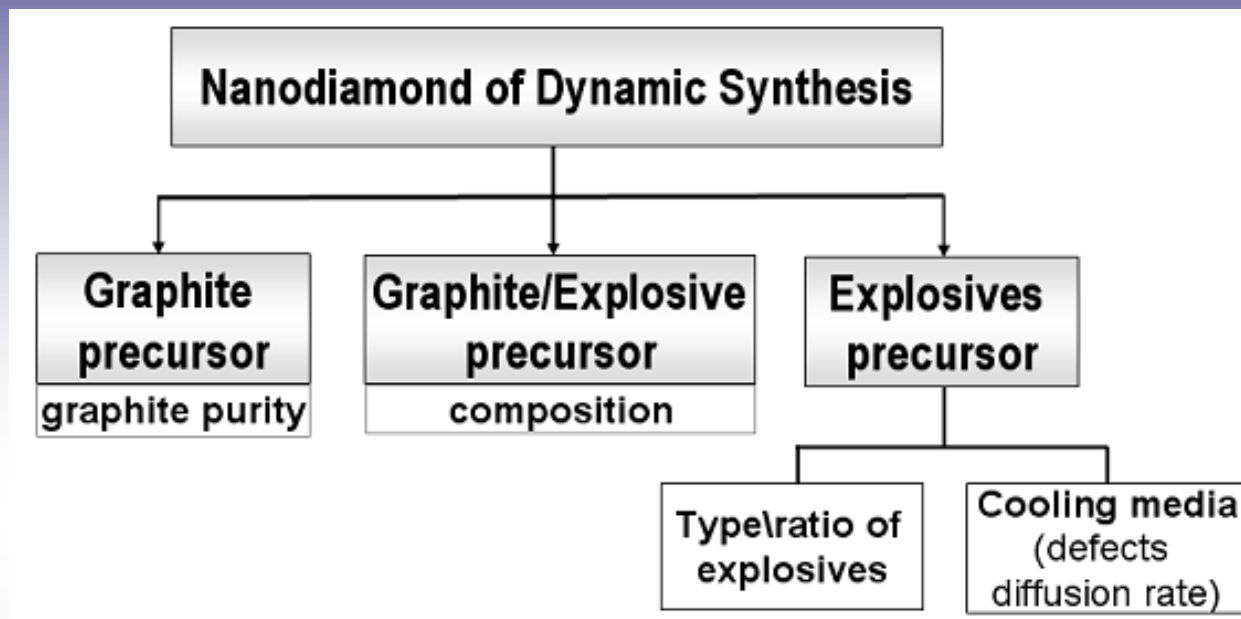 Nanodiamond of Dynamic Synthesis
Graphite
precursor
graphite purity
Graphite/Explosive
precursor
composition
Explosives
precursor
Type\ratio of
explosives
Cooling media
(defects
diffusion rate)